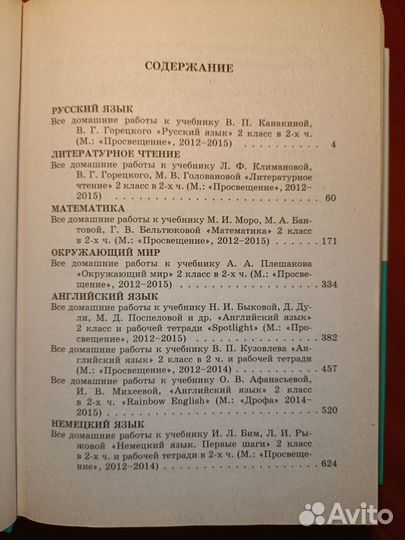 СОДЕРЖАНИЕ
РУССКИЙ ЯЗЫК
Все домашние работы к учебнику В. П. Канакиной,
В. Г. Горецкого «Русский язык» 2 класс в 2-х ч.
(М.: «Просвещение», 2012–2015) . . . . . . . . . . . . . 4
ЛИТЕРАТУРНОЕ ЧТЕНИЕ
Все домашние работы к учебнику Л. Ф. Климановой,
В. Г. Горецкого, М. В. Головановой «Литературное
чтение» 2 класс в 2-х ч. (М.: «Просвещение», 2012–
2015) . . . . . . . . . . . . . . . . . . . . . . . . . . . 60
МАТЕМАТИКА
Все домашние работы к учебнику М. И. Моро, М. А. Бан-
товой, Г. В. Бельтюковой «Математика» 2 класс
в 2-х ч. (М.: «Просвещение», 2012–2015) . . . . . . . 171
ОКРУЖАЮЩИЙ МИР
Все домашние работы к учебнику А. А. Плешакова
«Окружающий мир» 2 класс в 2-х ч. (М.: «Просве-
щение», 2012–2015) . . . . . . . . . . . . . . . . . . . 334
АНГЛИЙСКИЙ ЯЗЫК
Все домашние работы к учебнику Н. И. Быковой, Д. Ду-
ли, М. Д. Поспеловой и др. «Английский язык»
2 класс и рабочей тетради «Spotlight» (М.: «Про-
свещение», 2012–2015) . . . . . . . . . . . . . . . . . 382
Все домашние работы к учебнику В. П. Кузовлева «Ан-
глийский язык» 2 класс в 2 ч. и рабочей тетради
(М.: «Просвещение», 2012–2014) . . . . . . . . . . . . 457
Все домашние работы к учебнику О. В. Афанасьевой,
И. В. Михеевой, «Английский язык» 2 класс
в 2-х ч. «Rainbow English» (М.: «Дрофа» 2014–
2015) . . . . . . . . . . . . . . . . . . . . . . . . . . . 520
НЕМЕЦКИЙ ЯЗЫК
Все домашние работы к учебнику И. Л. Бим, Л. И. Ры-
жовой «Немецкий язык. Первые шаги» 2 класс
в 2-х ч. и рабочей тетради в 2-х ч. (М.: «Просвеще-
ние», 2012–2014) . . . . . . . . . . . . . . . . . . . . 624
Avito